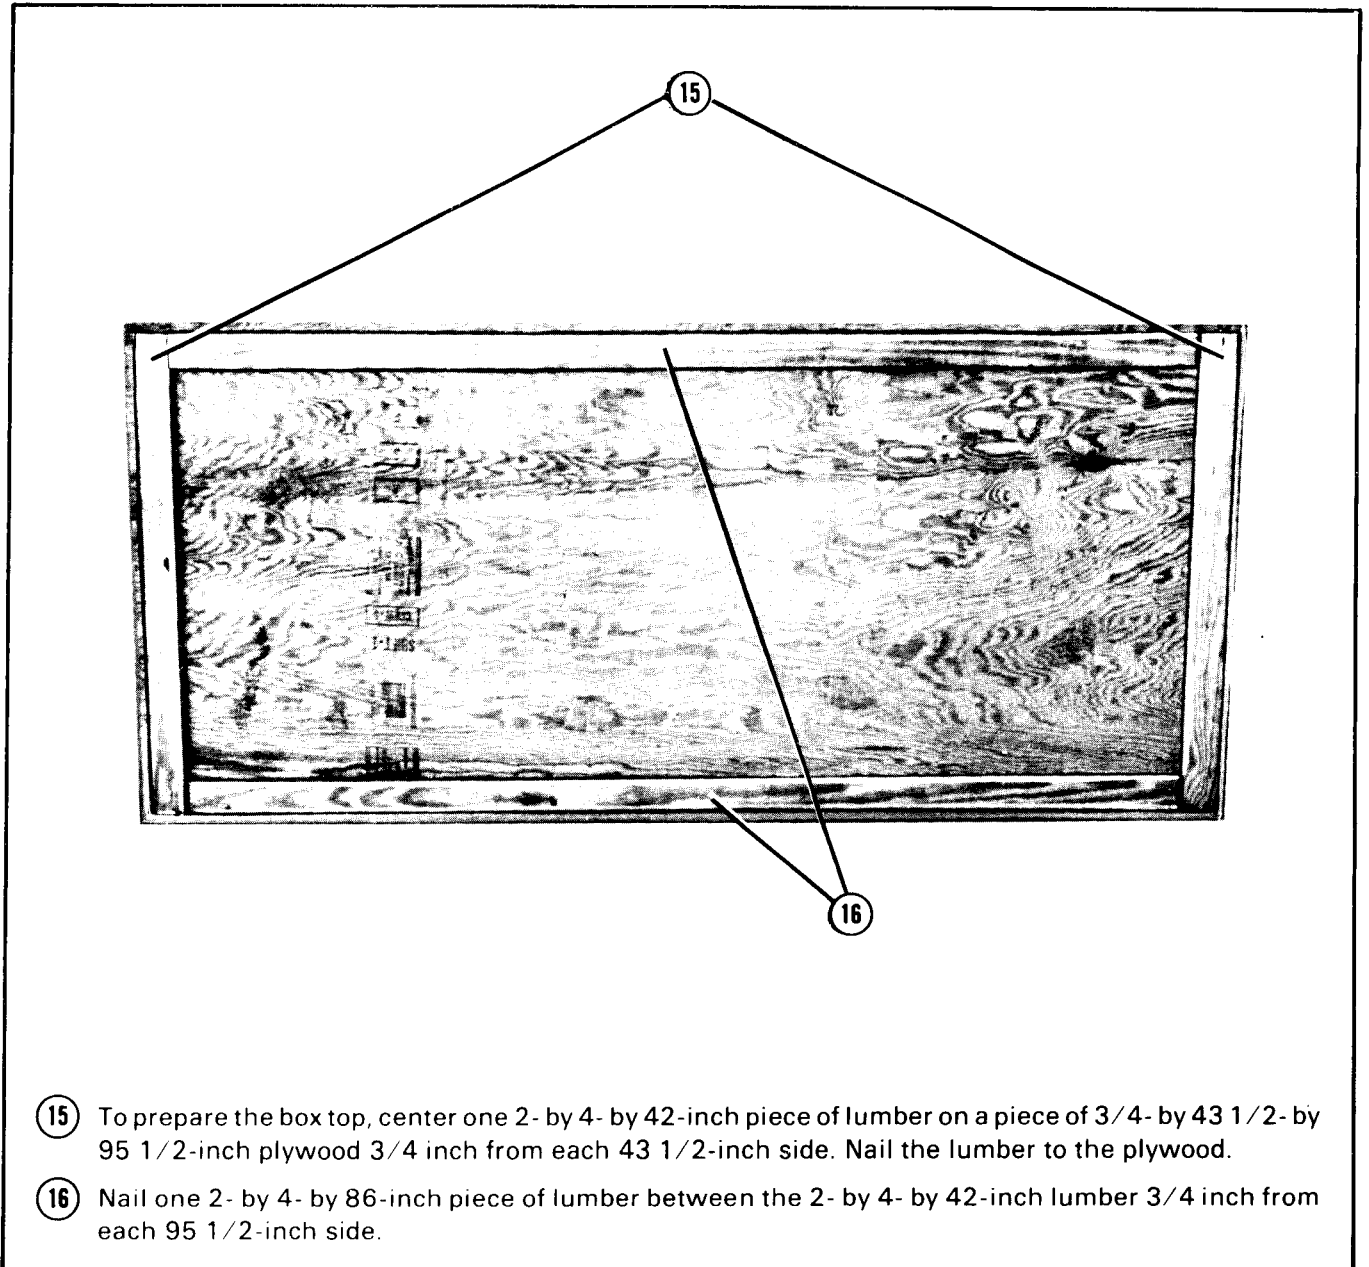 15
16
15 To prepare the box top, center one 2- by 4- by 42-inch piece of lumber on a piece of 3/4- by 43 1/2- by
95 1/2-inch plywood 3/4 inch from each 43 1/2-inch side. Nail the lumber to the plywood.
16 Nail one 2- by 4- by 86-inch piece of lumber between the 2- by 4- by 42-inch lumber 3/4 inch from
each 95 1/2-inch side.